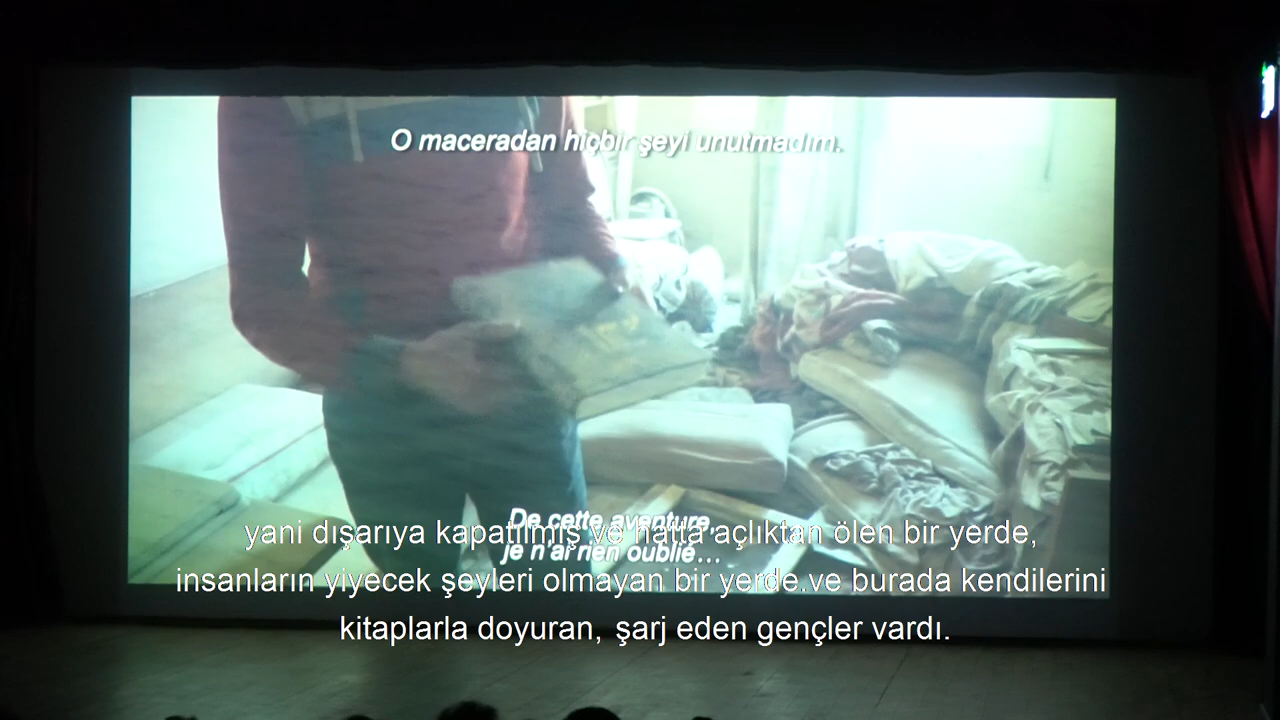 O maceradan hiçbir şeyi unutmadım.
De cette aventure,
je n'ai rien oublié...
yani dışarıya kapatılmış ve hatta açlıktan ölen bir yerde,
insanların yiyecek şeyleri olmayan bir yerde.ve burada kendilerini
kitaplarla doyuran, şarj eden gençler vardı.